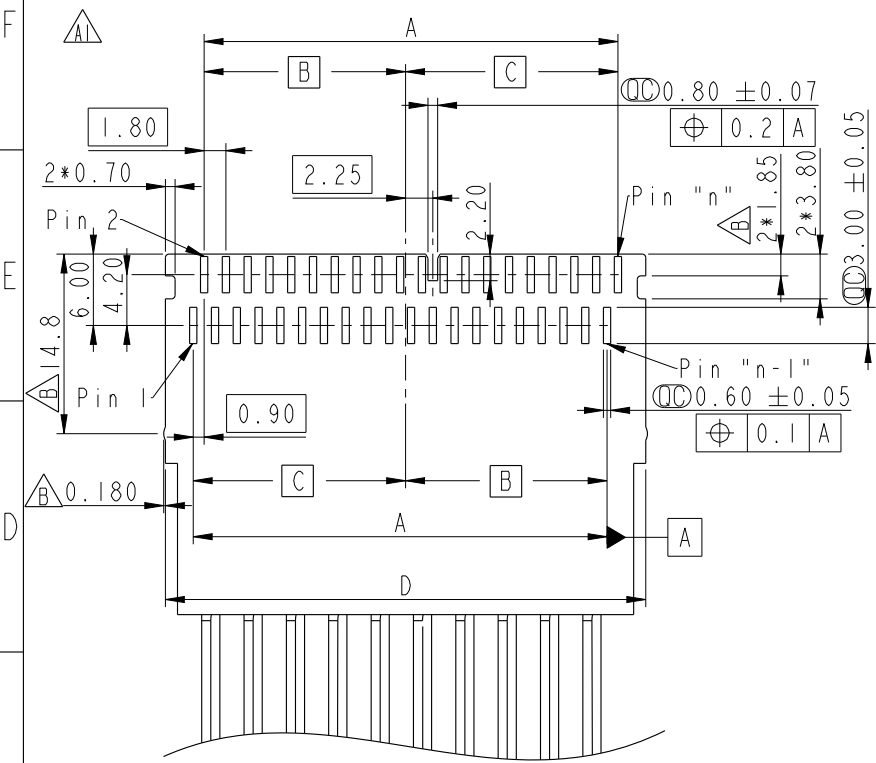 F
A1
A
B
C
QC 0.80 ±0.07
⌖ 0.2 A
1.80
2.25
2*0.70
Pin 2
2.20
Pin "n"
B
2*1.85
2*3.80
QC 3.00 ±0.05
E
6.00
4.20
B 14.8
Pin 1
Pin "n-1"
QC 0.60 ±0.05
⌖ 0.1 A
0.90
C
B
B 0.180
D
A
A
D